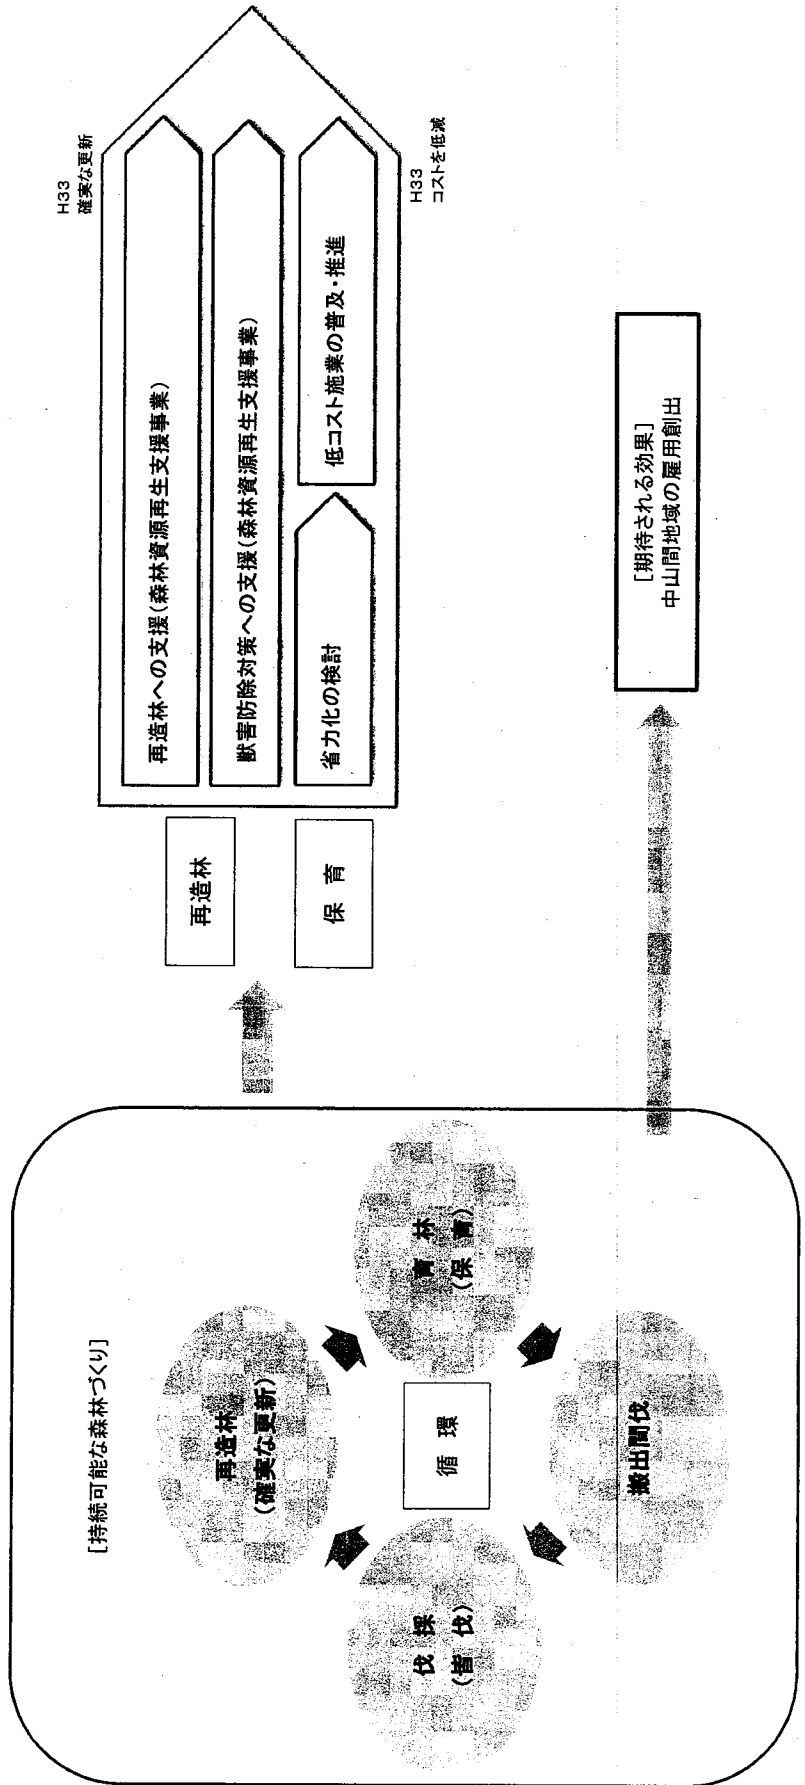 [持続可能な森林づくり]
再造林
(確実な更新)
育 林
(保 育)
循 環
伐 採
(皆 伐)
搬出間伐
再造林
保 育
H33
確実な更新
再造林への支援(森林資源再生支援事業)
獣害防除対策への支援(森林資源再生支援事業)
省力化の検討
低コスト施業の普及・推進
H33
コストを低減
[期待される効果]
中山間地域の雇用創出